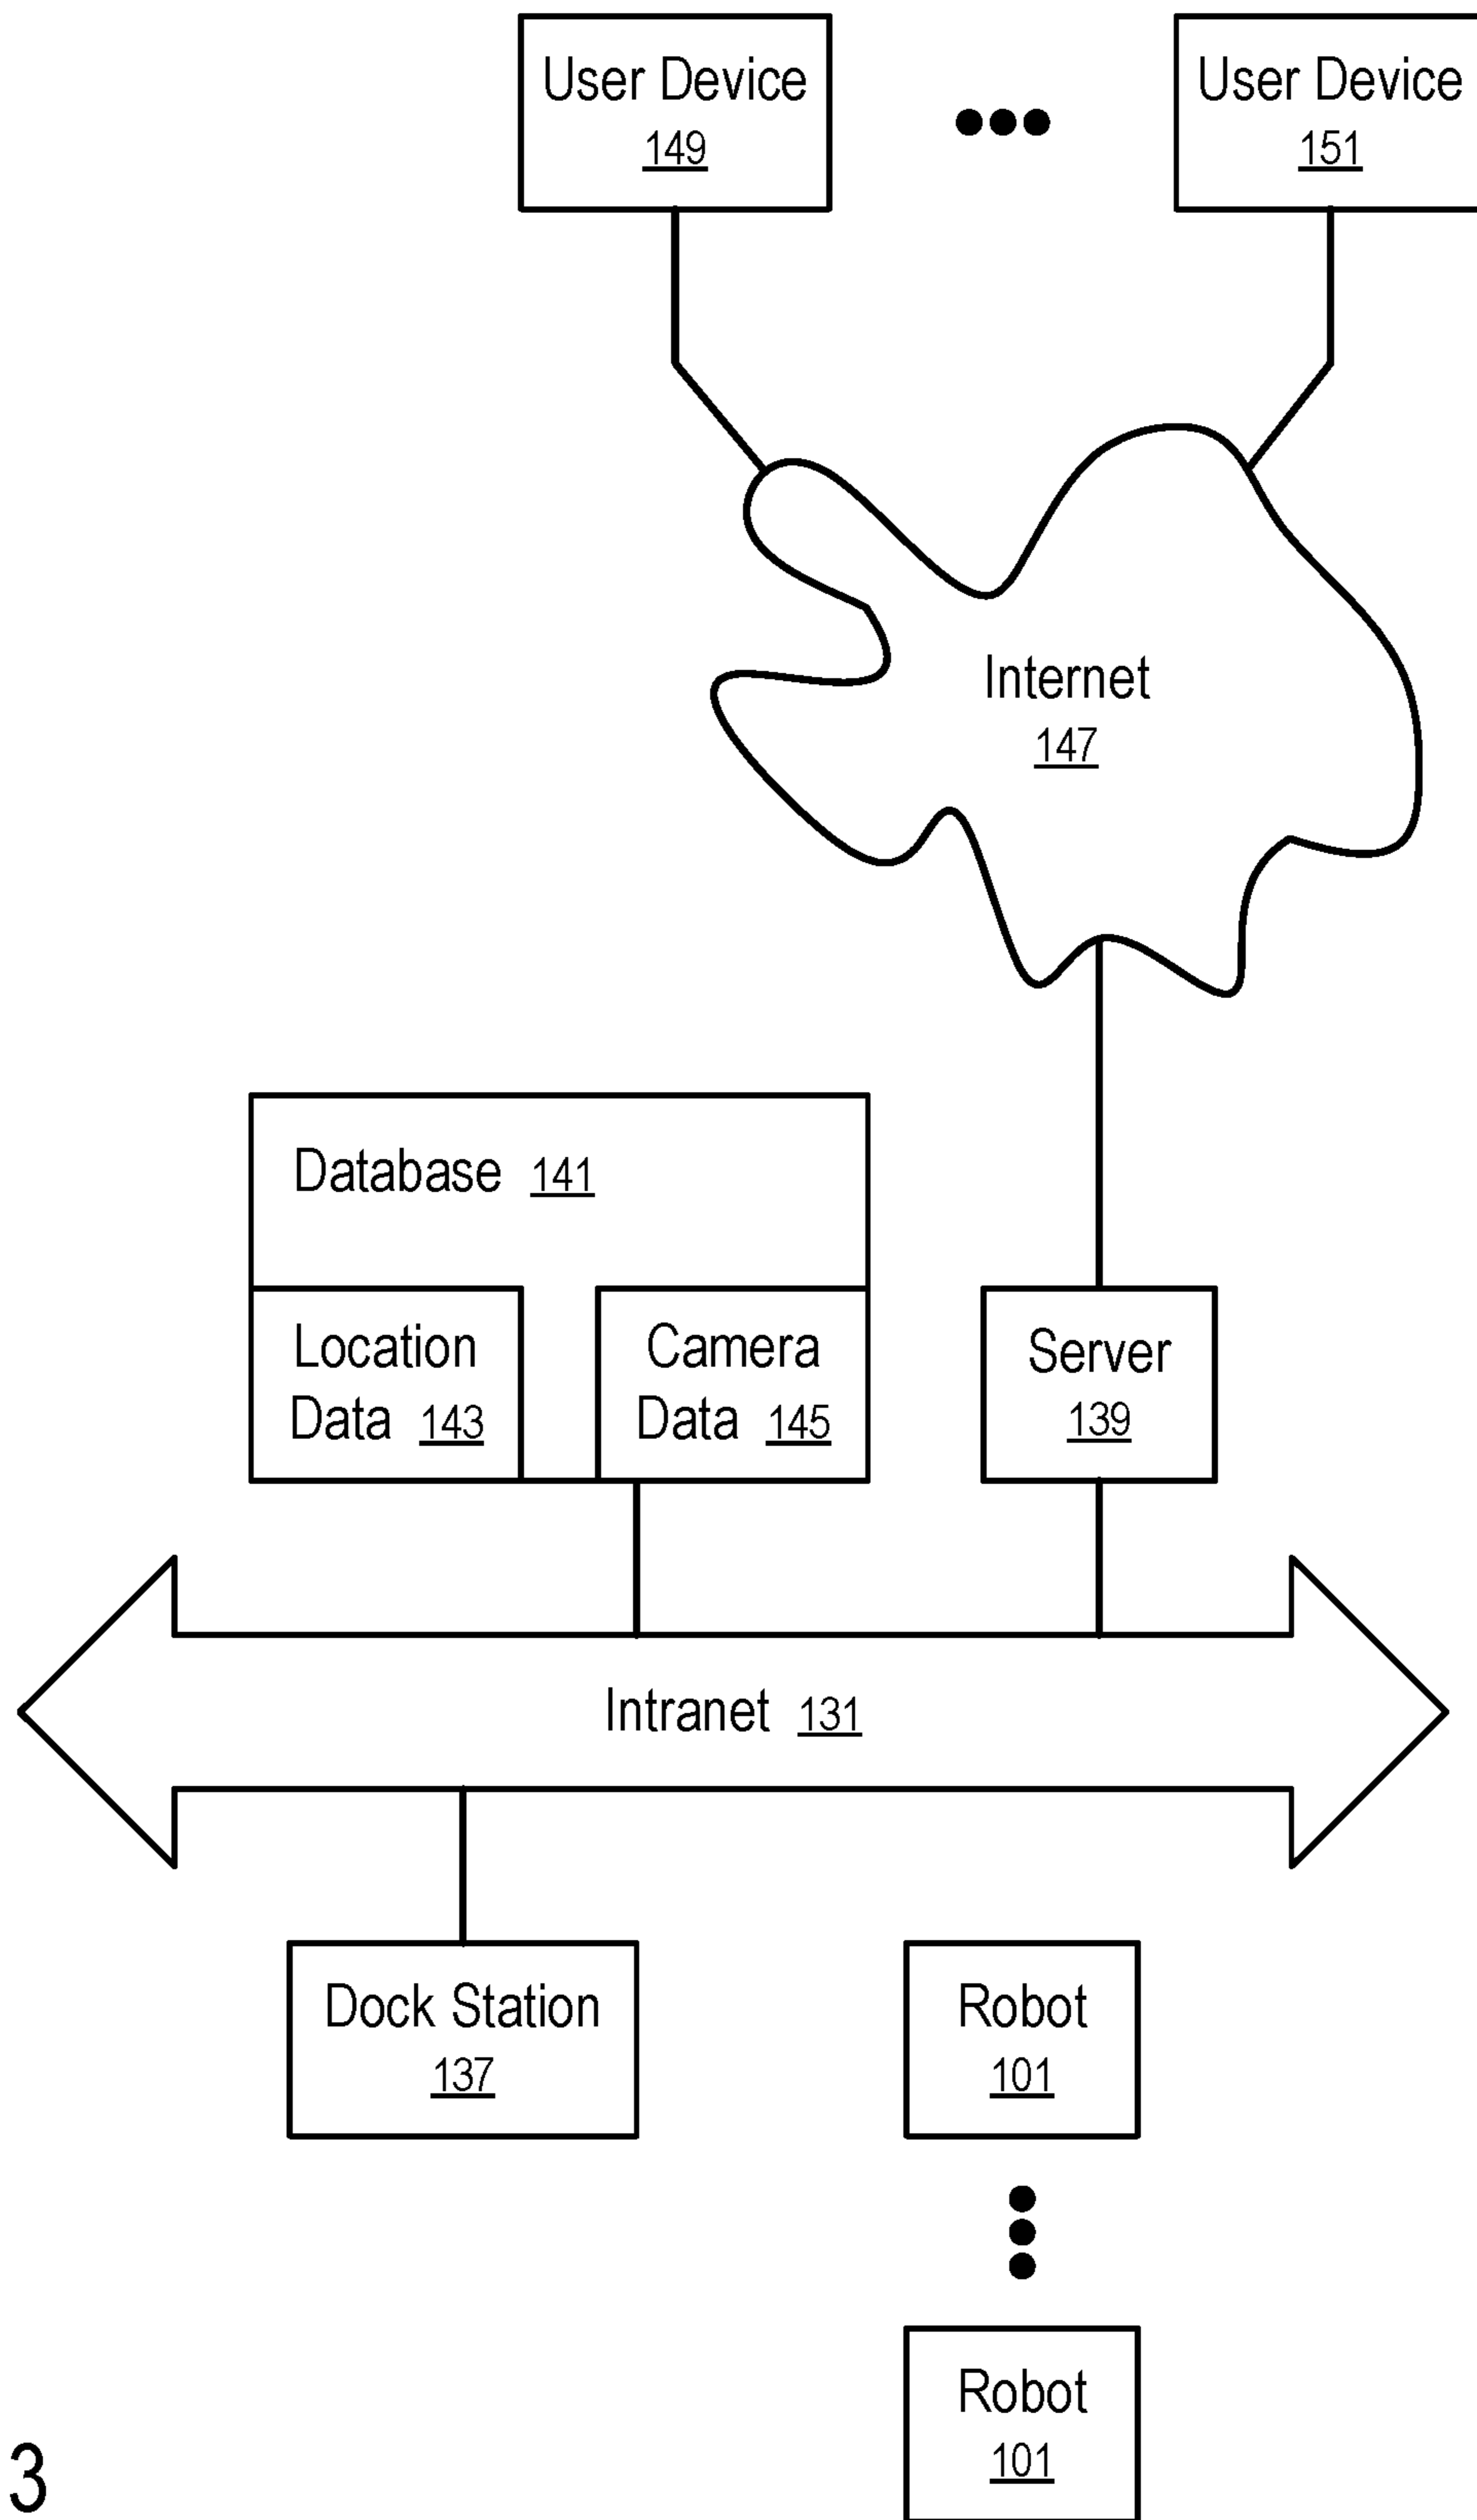 User Device
149
User Device
151
Internet
147
Database 141
Location
Data 143
Camera
Data 145
Server
139
Intranet 131
Dock Station
137
Robot
101
Robot
101
3